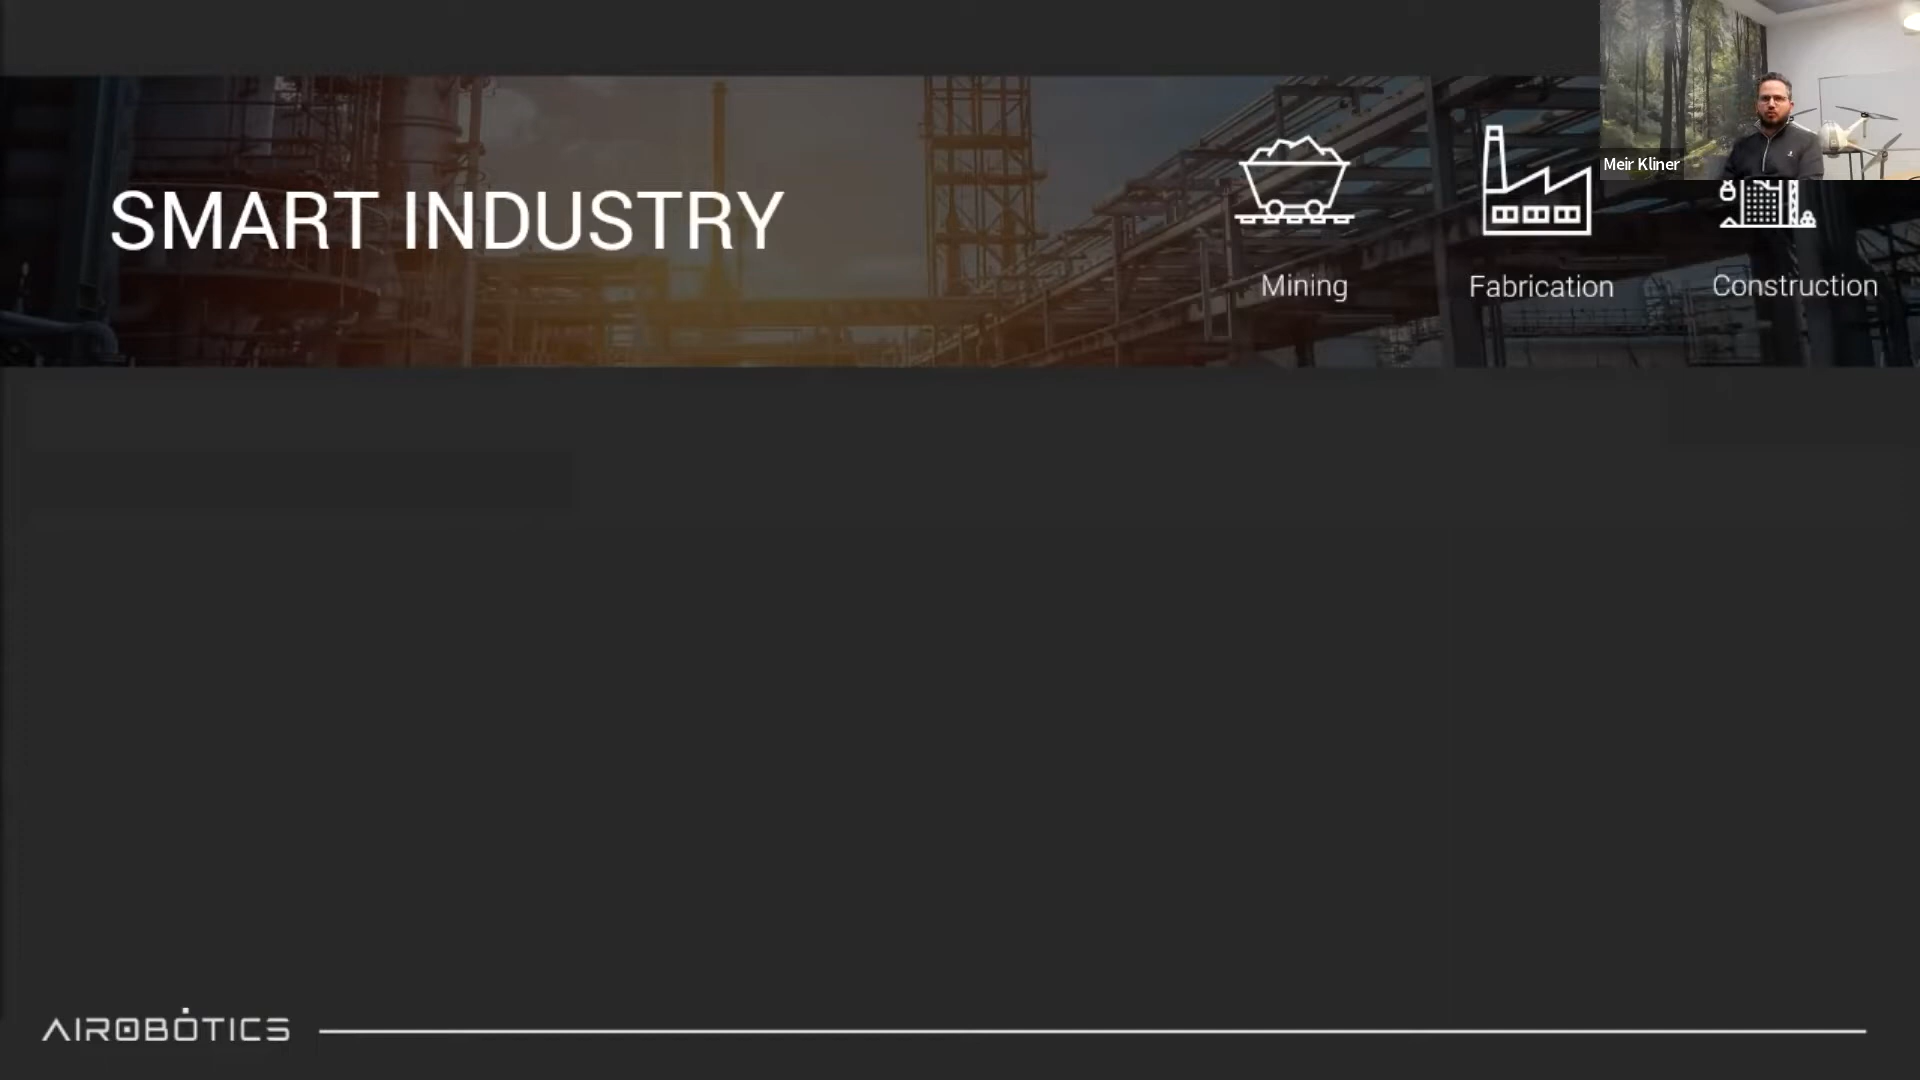 Meir Kliner
SMART INDUSTRY
Mining
Fabrication
Construction
AIROBOTICS